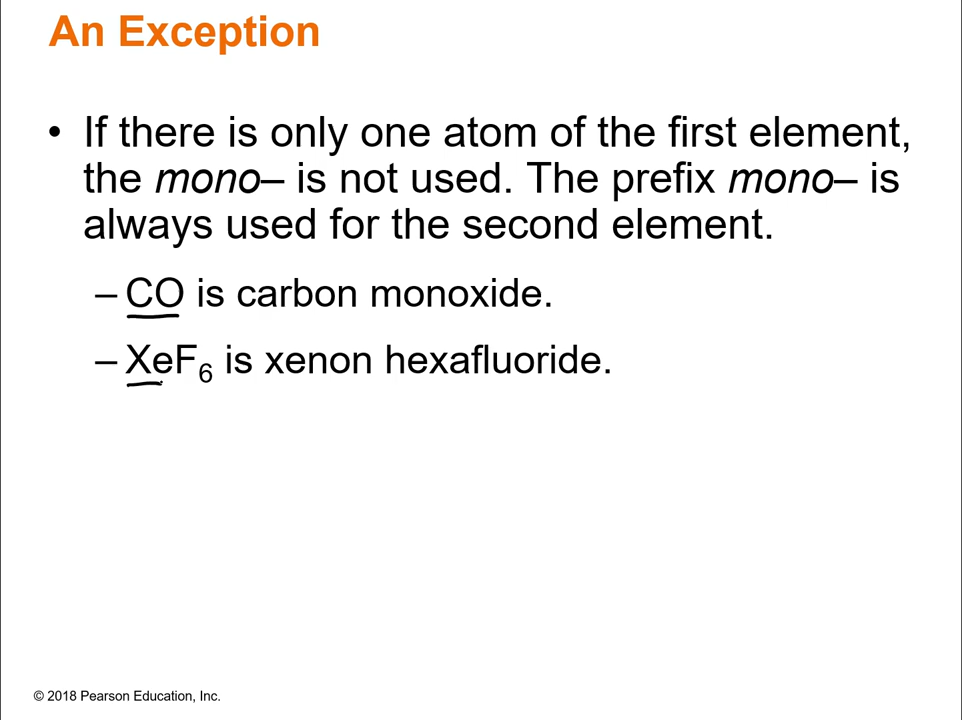 An Exception
• If there is only one atom of the first element,
the mono– is not used. The prefix mono– is
always used for the second element.
– CO is carbon monoxide.
– XeF₆ is xenon hexafluoride.
© 2018 Pearson Education, Inc.